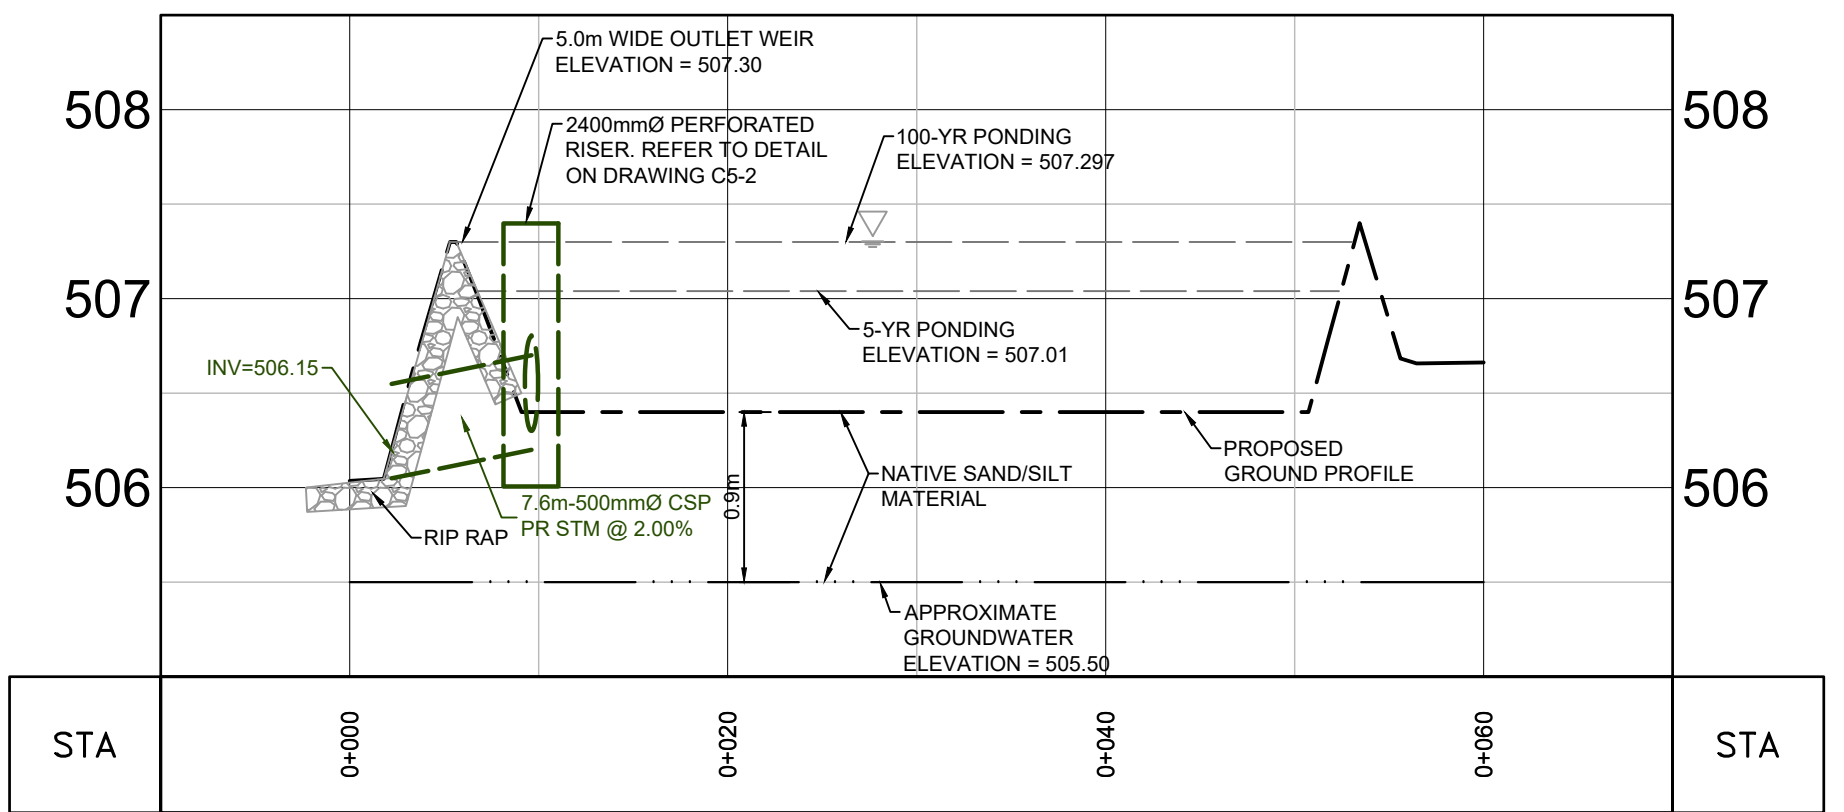 5.0m WIDE OUTLET WEIR
ELEVATION = 507.30
508
508
2400mmØ PERFORATED
RISER. REFER TO DETAIL
ON DRAWING C5-2
100-YR PONDING
ELEVATION = 507.297
507
507
5-YR PONDING
ELEVATION = 507.01
INV=506.15
PROPOSED
GROUND PROFILE
NATIVE SAND/SILT
MATERIAL
506
506
0.9m
7.6m-500mmØ CSP
PR STM @ 2.00%
RIP RAP
APPROXIMATE
GROUNDWATER
ELEVATION = 505.50
STA
0+000
0+020
0+040
0+060
STA